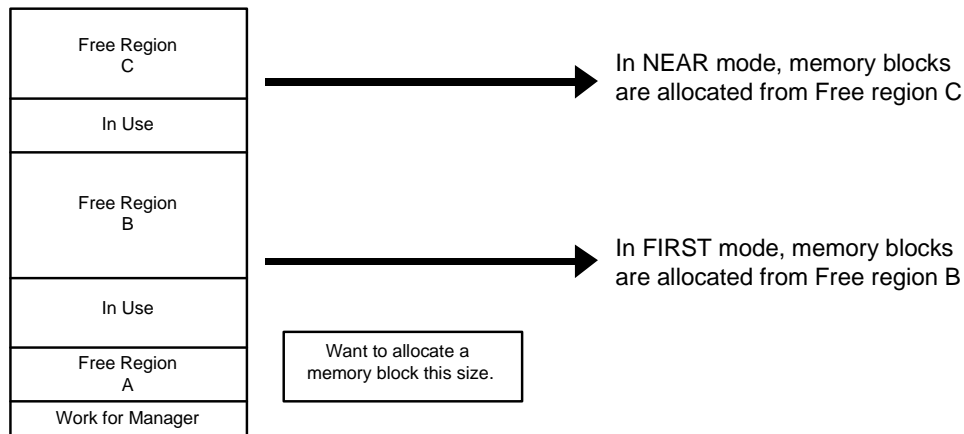 Free Region
C
In NEAR mode, memory blocks
are allocated from Free region C
In Use
Free Region
B
In FIRST mode, memory blocks
are allocated from Free region B
In Use
Want to allocate a
memory block this size.
Free Region
A
Work for Manager